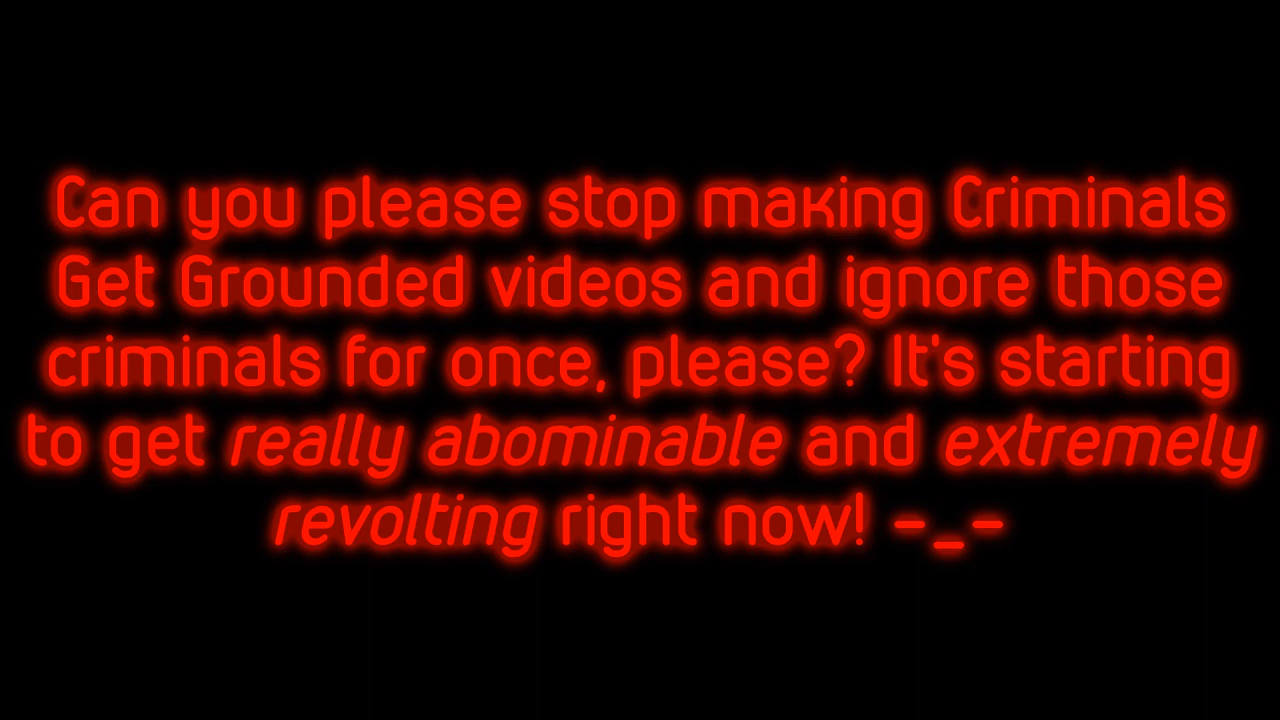 Can you please stop making Criminals
Get Grounded videos and ignore those
criminals for once, please? It's starting
to get really abominable and extremely
revolting right now! -_-